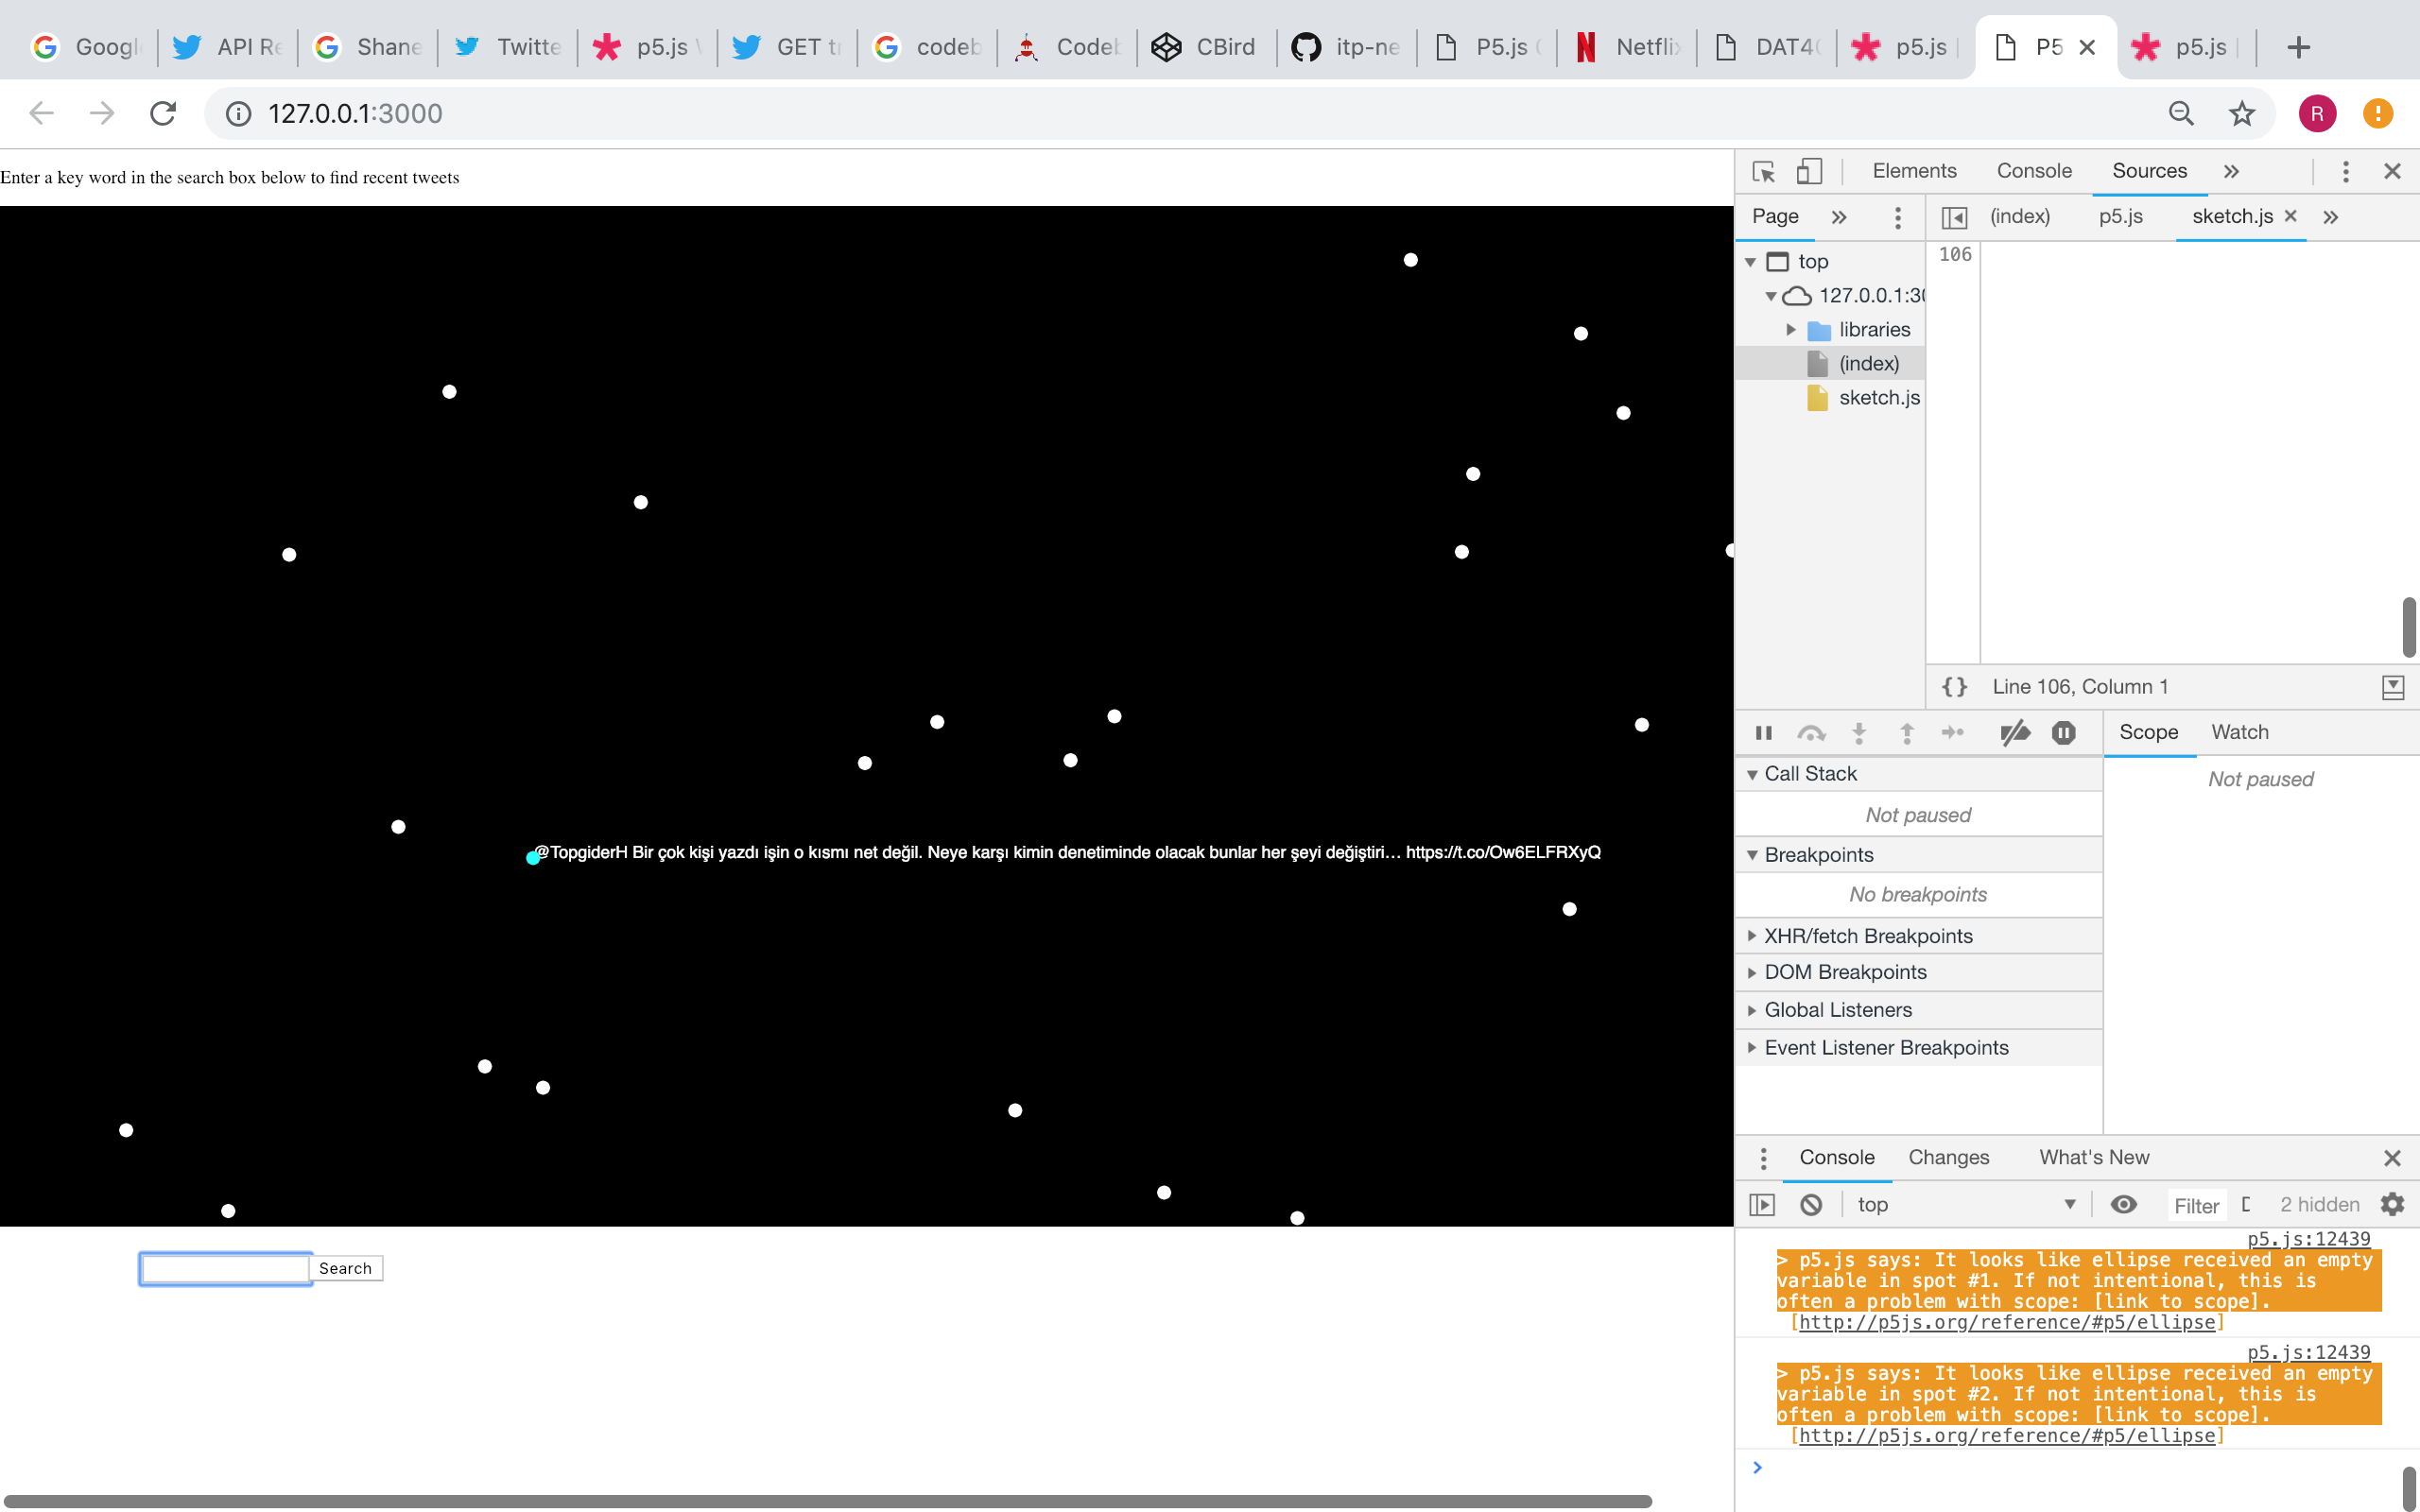 Googl
API Re
Shane
Twitte
p5.js
GET t
codeb
Codeb
CBird
itp-ne
P5.js
Netflix
DAT40
p5.js
P5
p5.js
127.0.0.1:3000
R
Enter a key word in the search box below to find recent tweets
@TopgiderH Bir çok kişi yazdı işin o kısmı net değil. Neye karşı kimin denetiminde olacak bunlar her şeyi değiştiri… https://t.co/Ow6ELFRXyQ
Search
Elements Console Sources
Page
(index) p5.js sketch.js
top
127.0.0.1:30
libraries
(index)
sketch.js
106
{} Line 106, Column 1
Scope Watch
Not paused
Call Stack
Not paused
Breakpoints
No breakpoints
XHR/fetch Breakpoints
DOM Breakpoints
Global Listeners
Event Listener Breakpoints
Console Changes What's New
top Filter 2 hidden
p5.js:12439
> p5.js says: It looks like ellipse received an empty
variable in spot #1. If not intentional, this is
often a problem with scope: [link to scope].
[http://p5js.org/reference/#p5/ellipse]
p5.js:12439
> p5.js says: It looks like ellipse received an empty
variable in spot #2. If not intentional, this is
often a problem with scope: [link to scope].
[http://p5js.org/reference/#p5/ellipse]
>